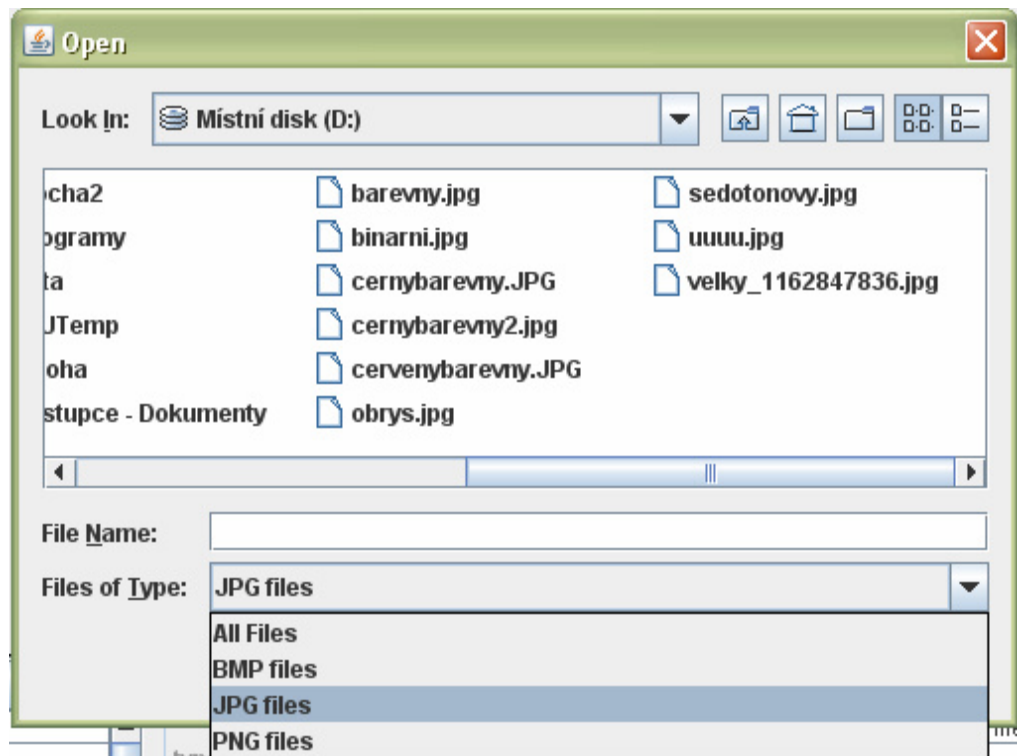 Open
Look In: Místní disk (D:)
cha2 barevny.jpg sedotonovy.jpg
ogramy binarni.jpg uuuu.jpg
ta cernybarevny.JPG velky_1162847836.jpg
UTemp cernybarevny2.jpg
oha cervenybarevny.JPG
stupce - Dokumenty obrys.jpg
File Name:
Files of Type: JPG files
All Files
BMP files
JPG files
PNG files